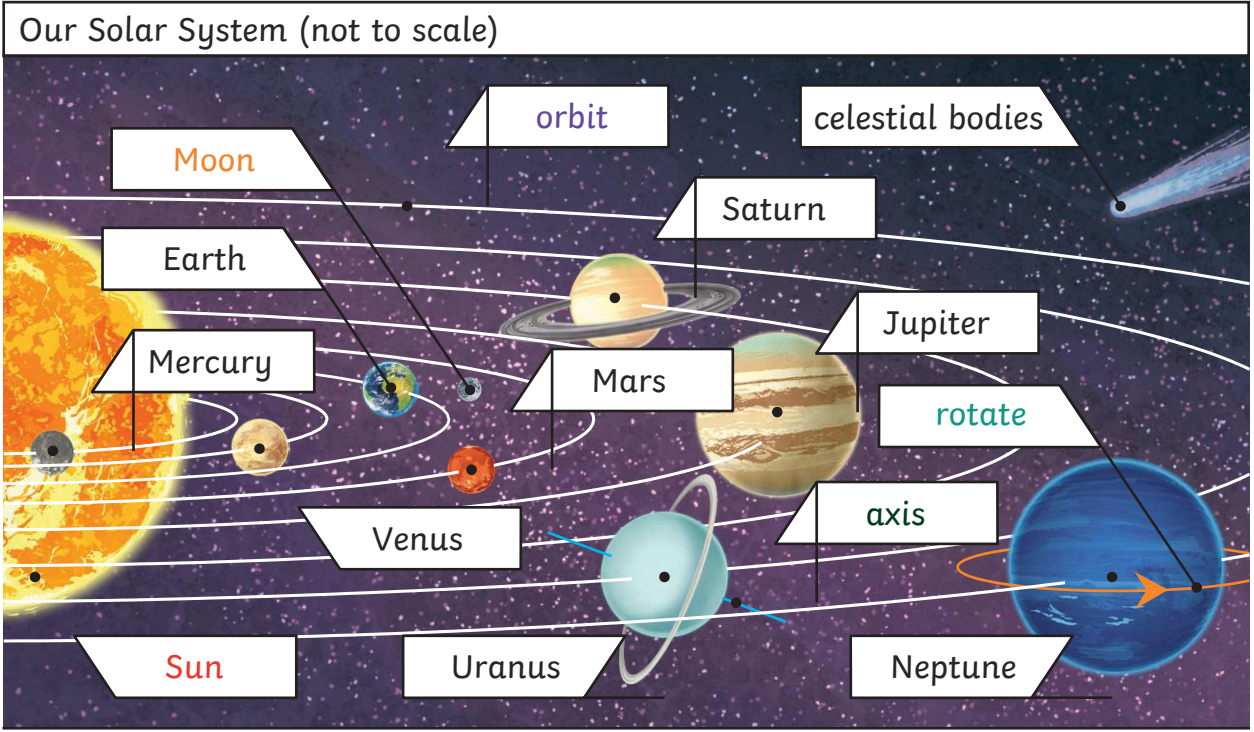 Our Solar System (not to scale)
orbit
celestial bodies
Moon
Saturn
Earth
Jupiter
Mercury
Mars
rotate
axis
Venus
Sun
Uranus
Neptune